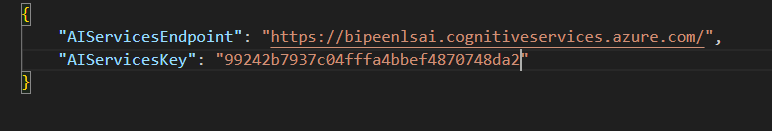 {
"AIServicesEndpoint": "https://bipeenlsai.cognitiveservices.azure.com/",
"AIServicesKey": "99242b7937c04fffa4bbef4870748da2"
}